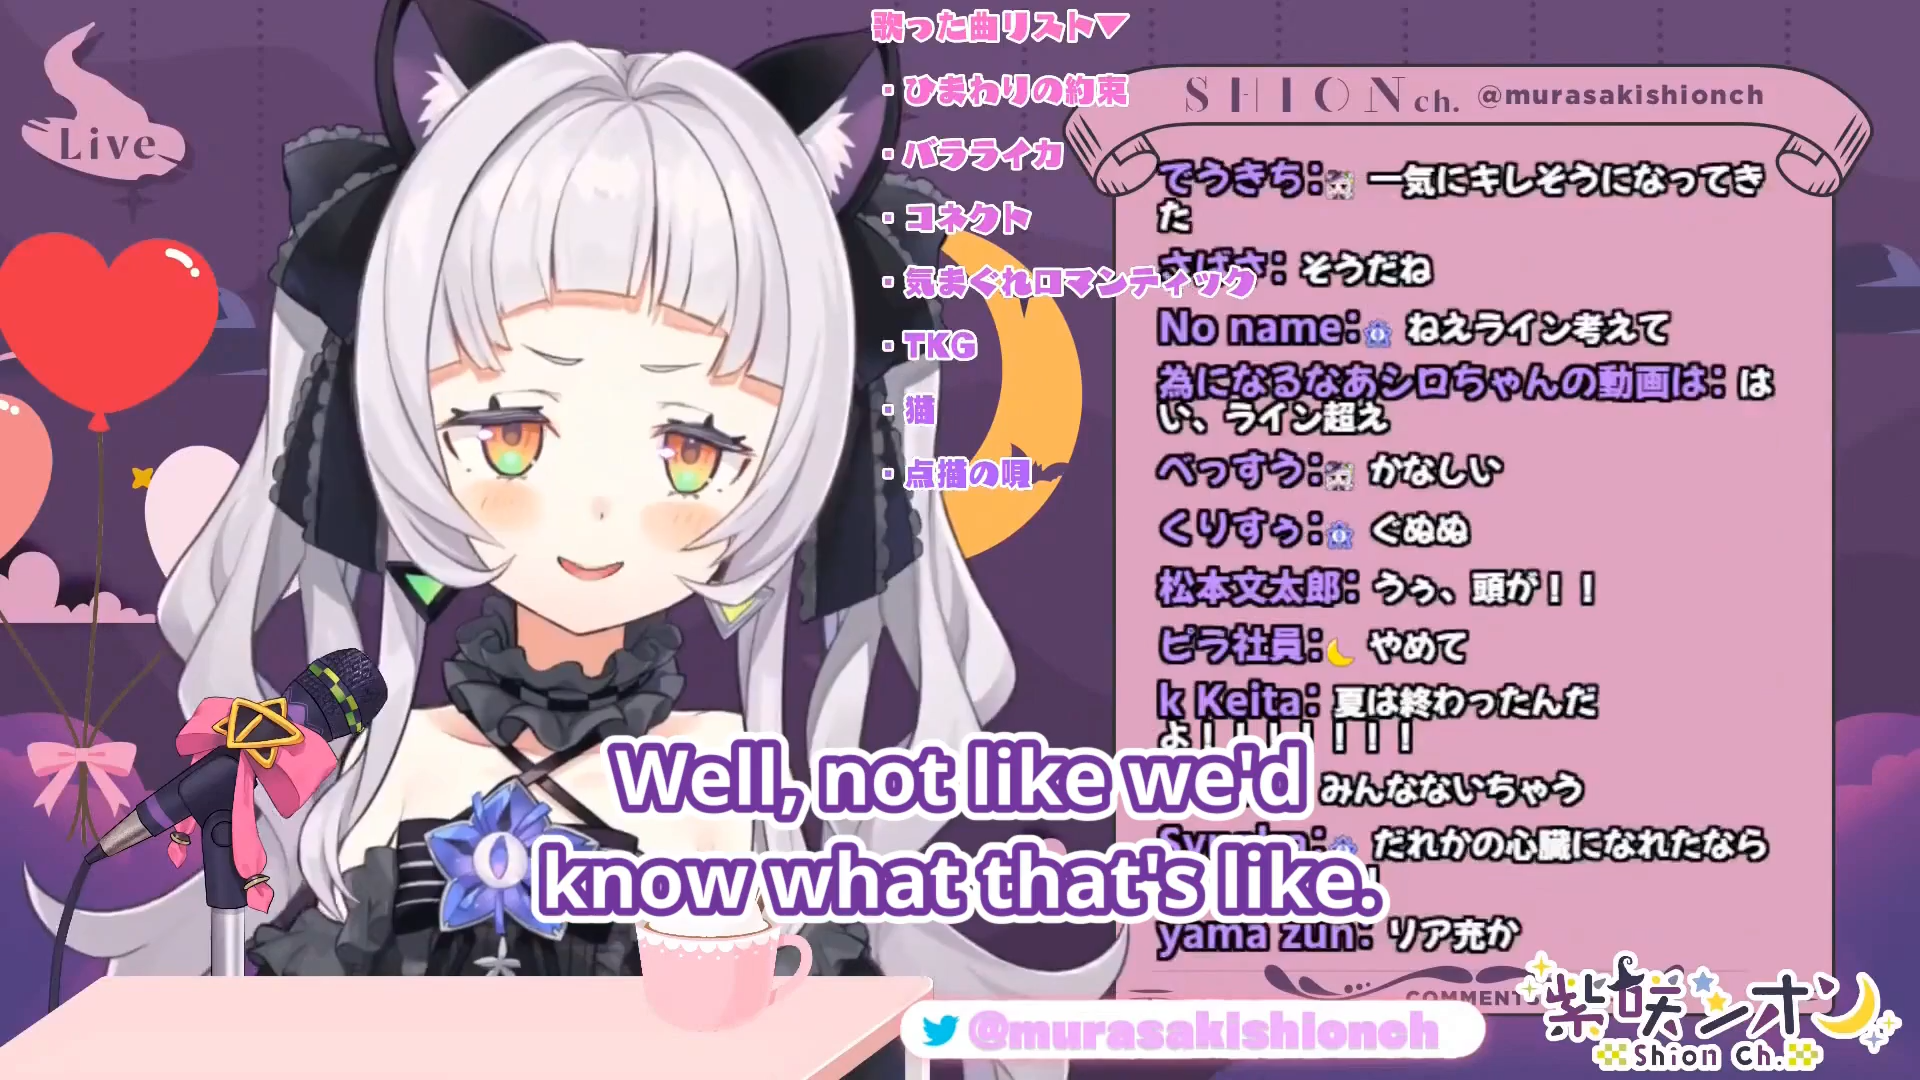 Live
歌った曲リスト▼
・ひまわりの約束
・バラライカ
・コネクト
・気まぐれロマンティック
・TKG
・猫
・点描の唄
SHION ch. @murasakishionch
でうきち: 一気にキレそうになってき
た
さばさ: そうだね
No name: ねえライン考えて
為になるなあシロちゃんの動画は: は
い、ライン超え
べっすう: かなしい
くりすぅ: ぐぬぬ
松本文太郎: うぅ、頭が！！
ピラ社員: やめて
k Keita: 夏は終わったんだ
よ！！！！！！！
みんなないちゃう
だれかの心臓になれたなら
yama zun: リア充か
Well, not like we'd
know what that's like.
COMMENTS
@murasakishionch
紫咲シオン
Shion Ch.